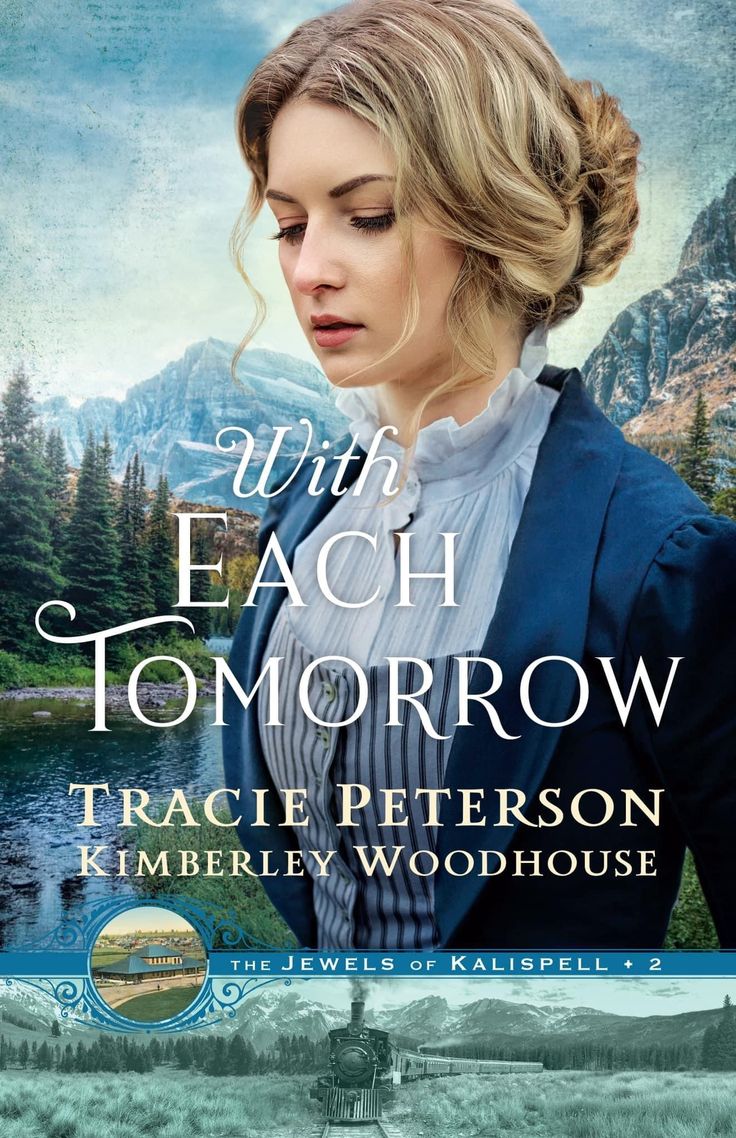 With
EACH
TOMORROW
TRACIE PETERSON
KIMBERLEY WOODHOUSE
THE JEWELS OF KALISPELL + 2